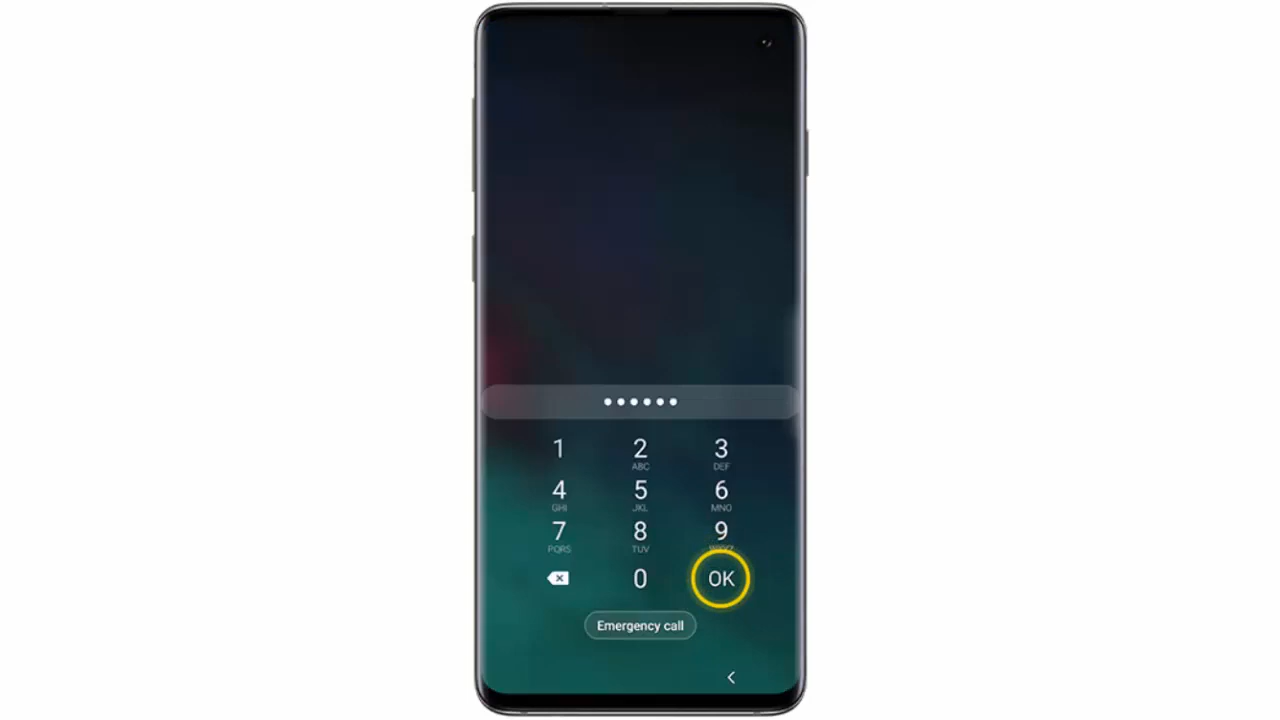 1 2 3
ABC DEF
4 5 6
GHI JKL MNO
7 8 9
PQRS TUV
0 OK
Emergency call